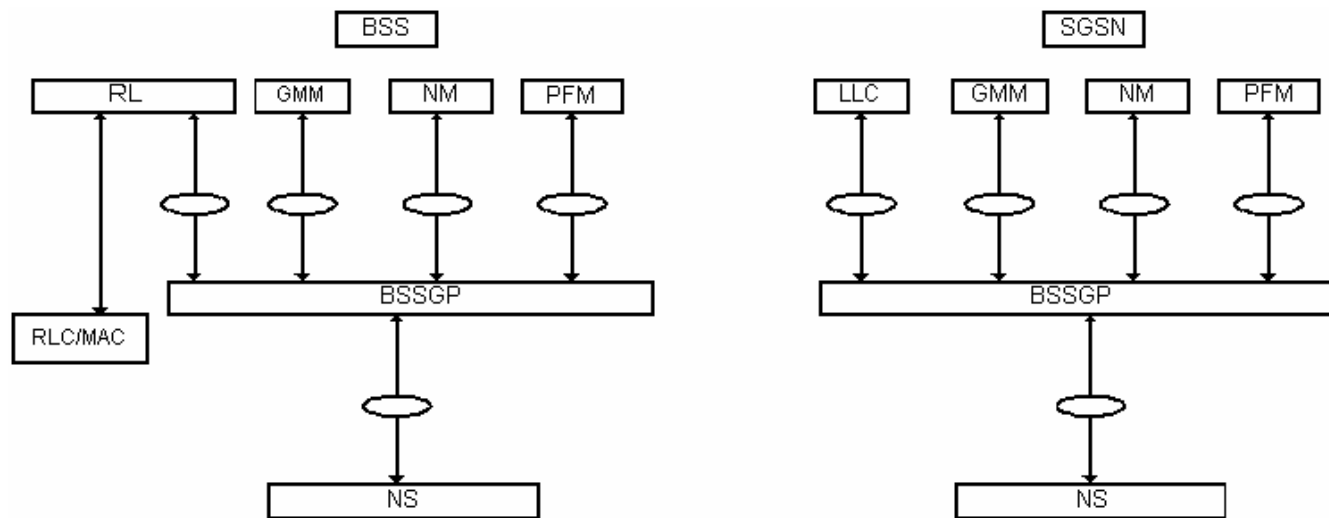 BSS
SGSN
RL
GMM
NM
PFM
LLC
GMM
NM
PFM
BSSGP
BSSGP
RLC/MAC
NS
NS